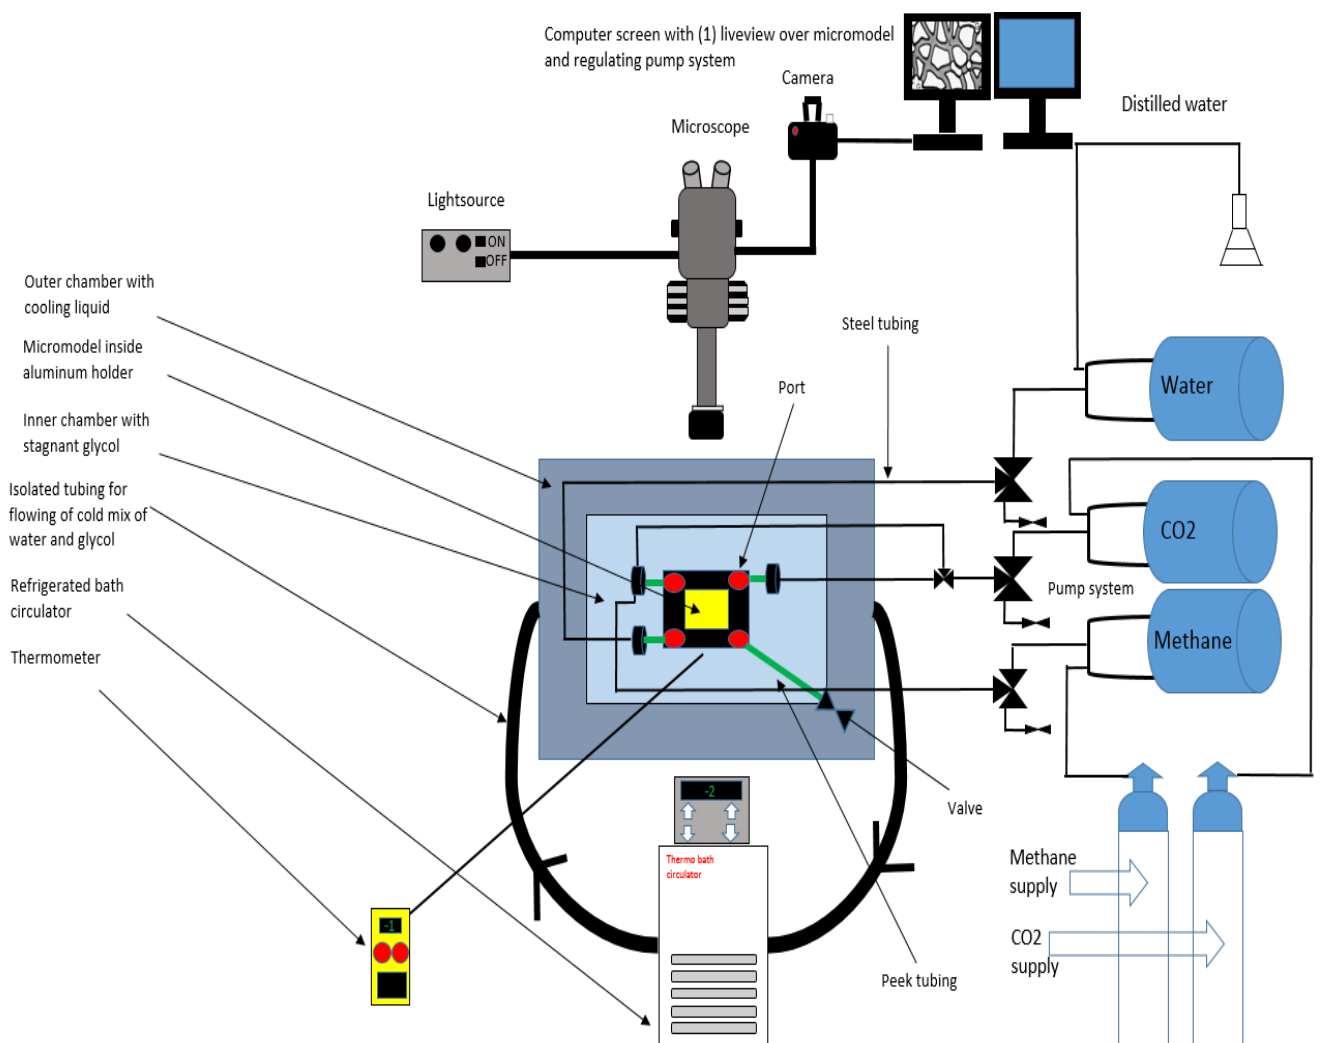 Computer screen with (1) liveview over micromodel
and regulating pump system
Camera
Distilled water
Microscope
Lightsource
ON
OFF
Outer chamber with
cooling liquid
Micromodel inside
aluminum holder
Inner chamber with
stagnant glycol
Isolated tubing for
flowing of cold mix of
water and glycol
Refrigerated bath
circulator
Thermometer
Steel tubing
Port
Water
CO2
Pump system
Methane
-2
Thermo bath
circulator
Valve
Peek tubing
-1
Methane
supply
CO2
supply